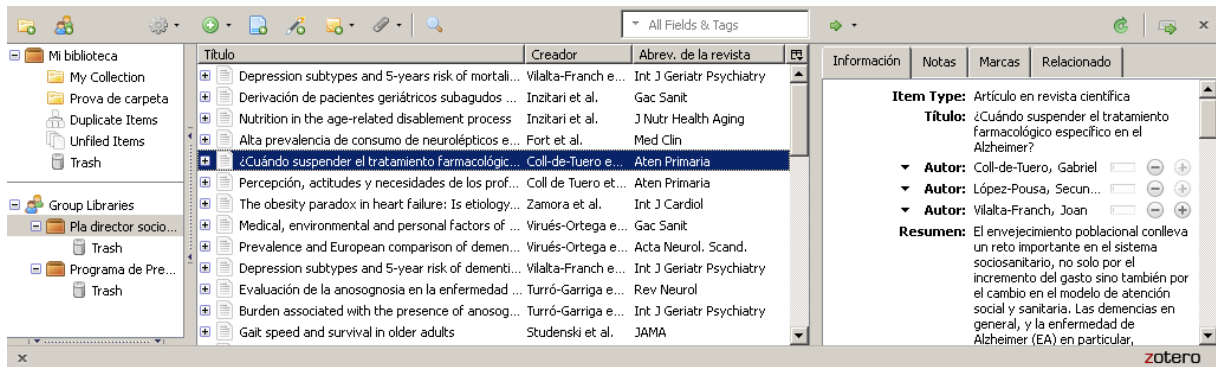 All Fields & Tags
Mi biblioteca
My Collection
Prova de carpeta
Duplicate Items
Unfiled Items
Trash
Group Libraries
Pla director socio...
Trash
Programa de Pre...
Trash
Título Creador Abrev. de la revista
Depression subtypes and 5-years risk of mortali... Vilalta-Franch e... Int J Geriatr Psychiatry
Derivación de pacientes geriátricos subagudos ... Inzitari et al. Gac Sanit
Nutrition in the age-related disablement process Inzitari et al. J Nutr Health Aging
Alta prevalencia de consumo de neurolépticos e... Fort et al. Med Clin
¿Cuándo suspender el tratamiento farmacológic... Coll-de-Tuero e... Aten Primaria
Percepción, actitudes y necesidades de los prof... Coll de Tuero et... Aten Primaria
The obesity paradox in heart failure: Is etiology... Zamora et al. Int J Cardiol
Medical, environmental and personal factors of ... Virués-Ortega e... Gac Sanit
Prevalence and European comparison of demen... Virués-Ortega e... Acta Neurol. Scand.
Depression subtypes and 5-year risk of dementi... Vilalta-Franch e... Int J Geriatr Psychiatry
Evaluación de la anosognosia en la enfermedad ... Turró-Garriga e... Rev Neurol
Burden associated with the presence of anosog... Turró-Garriga e... Int J Geriatr Psychiatry
Gait speed and survival in older adults Studenski et al. JAMA
Información Notas Marcas Relacionado
Item Type: Artículo en revista científica
Título: ¿Cuándo suspender el tratamiento
farmacológico específico en el
Alzheimer?
Autor: Coll-de-Tuero, Gabriel
Autor: López-Pousa, Secun...
Autor: Vilalta-Franch, Joan
Resumen: El envejecimiento poblacional conlleva
un reto importante en el sistema
sociosanitario, no solo por el
incremento del gasto sino también por
el cambio en el modelo de atención
social y sanitaria. Las demencias en
general, y la enfermedad de
Alzheimer (EA) en particular,
zotero